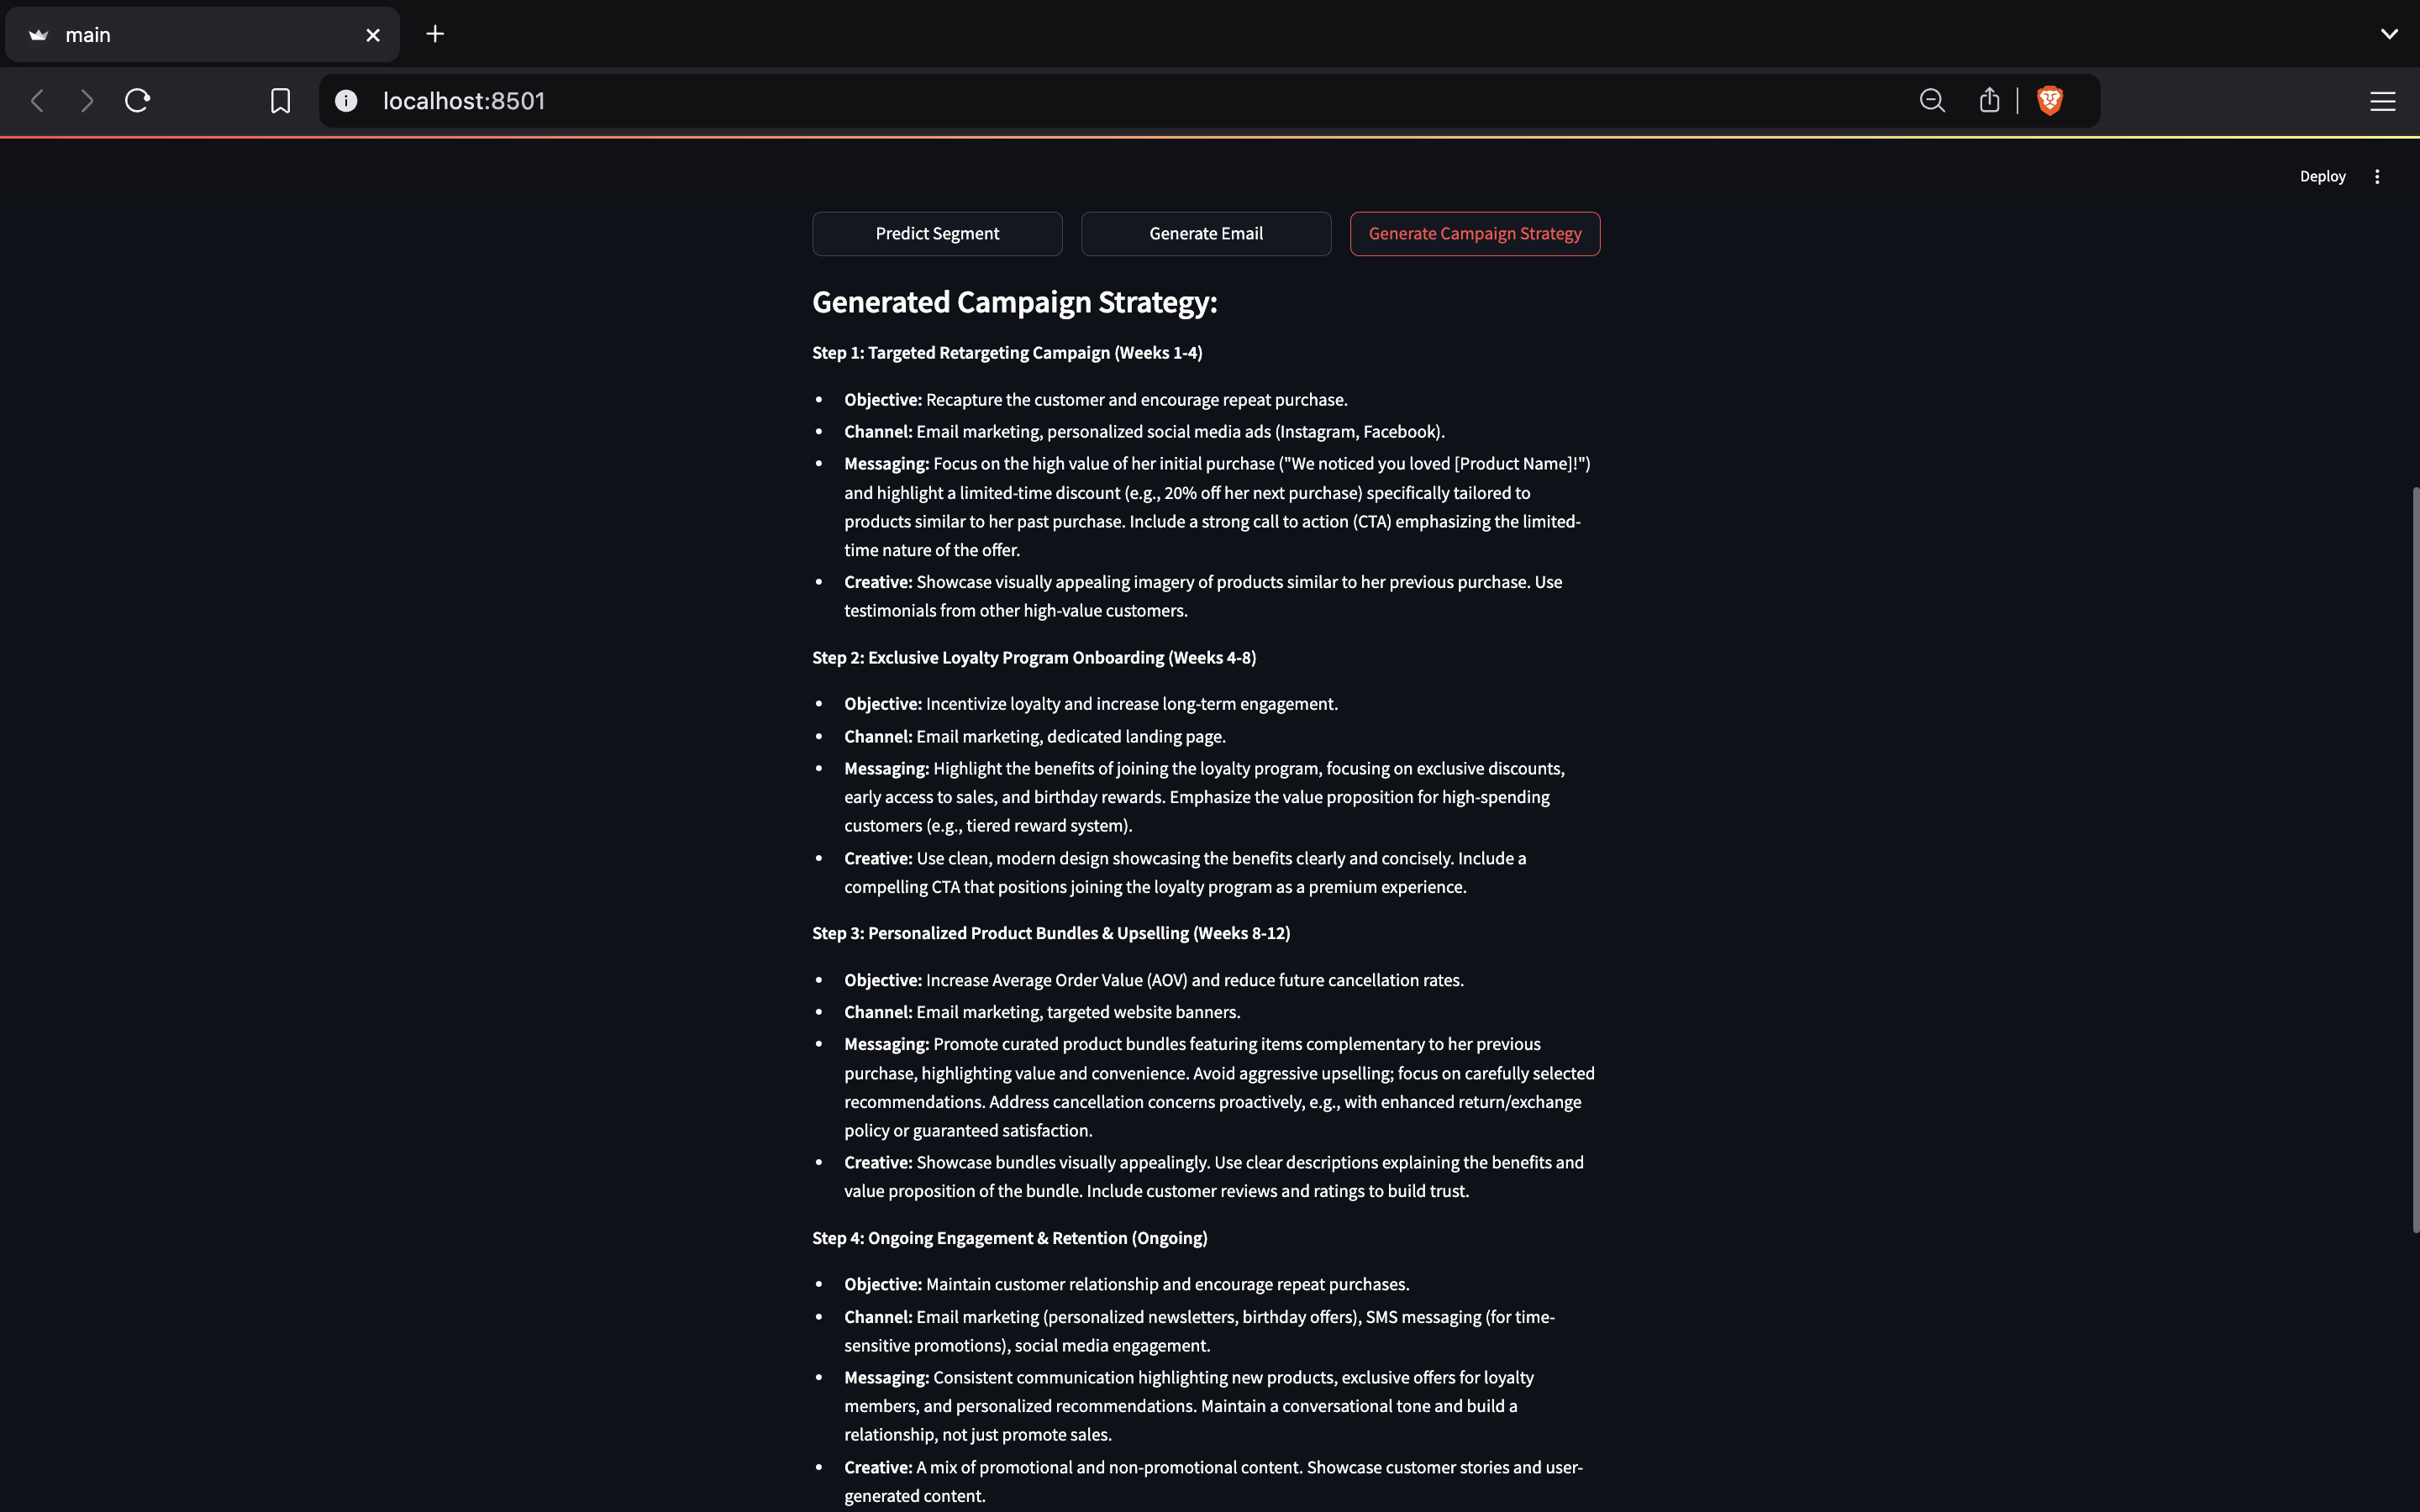 main
localhost:8501
Deploy
Predict Segment
Generate Email
Generate Campaign Strategy
Generated Campaign Strategy:
Step 1: Targeted Retargeting Campaign (Weeks 1-4)
• Objective: Recapture the customer and encourage repeat purchase.
• Channel: Email marketing, personalized social media ads (Instagram, Facebook).
• Messaging: Focus on the high value of her initial purchase ("We noticed you loved [Product Name]!")
and highlight a limited-time discount (e.g., 20% off her next purchase) specifically tailored to
products similar to her past purchase. Include a strong call to action (CTA) emphasizing the limited-
time nature of the offer.
• Creative: Showcase visually appealing imagery of products similar to her previous purchase. Use
testimonials from other high-value customers.
Step 2: Exclusive Loyalty Program Onboarding (Weeks 4-8)
• Objective: Incentivize loyalty and increase long-term engagement.
• Channel: Email marketing, dedicated landing page.
• Messaging: Highlight the benefits of joining the loyalty program, focusing on exclusive discounts,
early access to sales, and birthday rewards. Emphasize the value proposition for high-spending
customers (e.g., tiered reward system).
• Creative: Use clean, modern design showcasing the benefits clearly and concisely. Include a
compelling CTA that positions joining the loyalty program as a premium experience.
Step 3: Personalized Product Bundles & Upselling (Weeks 8-12)
• Objective: Increase Average Order Value (AOV) and reduce future cancellation rates.
• Channel: Email marketing, targeted website banners.
• Messaging: Promote curated product bundles featuring items complementary to her previous
purchase, highlighting value and convenience. Avoid aggressive upselling; focus on carefully selected
recommendations. Address cancellation concerns proactively, e.g., with enhanced return/exchange
policy or guaranteed satisfaction.
• Creative: Showcase bundles visually appealingly. Use clear descriptions explaining the benefits and
value proposition of the bundle. Include customer reviews and ratings to build trust.
Step 4: Ongoing Engagement & Retention (Ongoing)
• Objective: Maintain customer relationship and encourage repeat purchases.
• Channel: Email marketing (personalized newsletters, birthday offers), SMS messaging (for time-
sensitive promotions), social media engagement.
• Messaging: Consistent communication highlighting new products, exclusive offers for loyalty
members, and personalized recommendations. Maintain a conversational tone and build a
relationship, not just promote sales.
• Creative: A mix of promotional and non-promotional content. Showcase customer stories and user-
generated content.